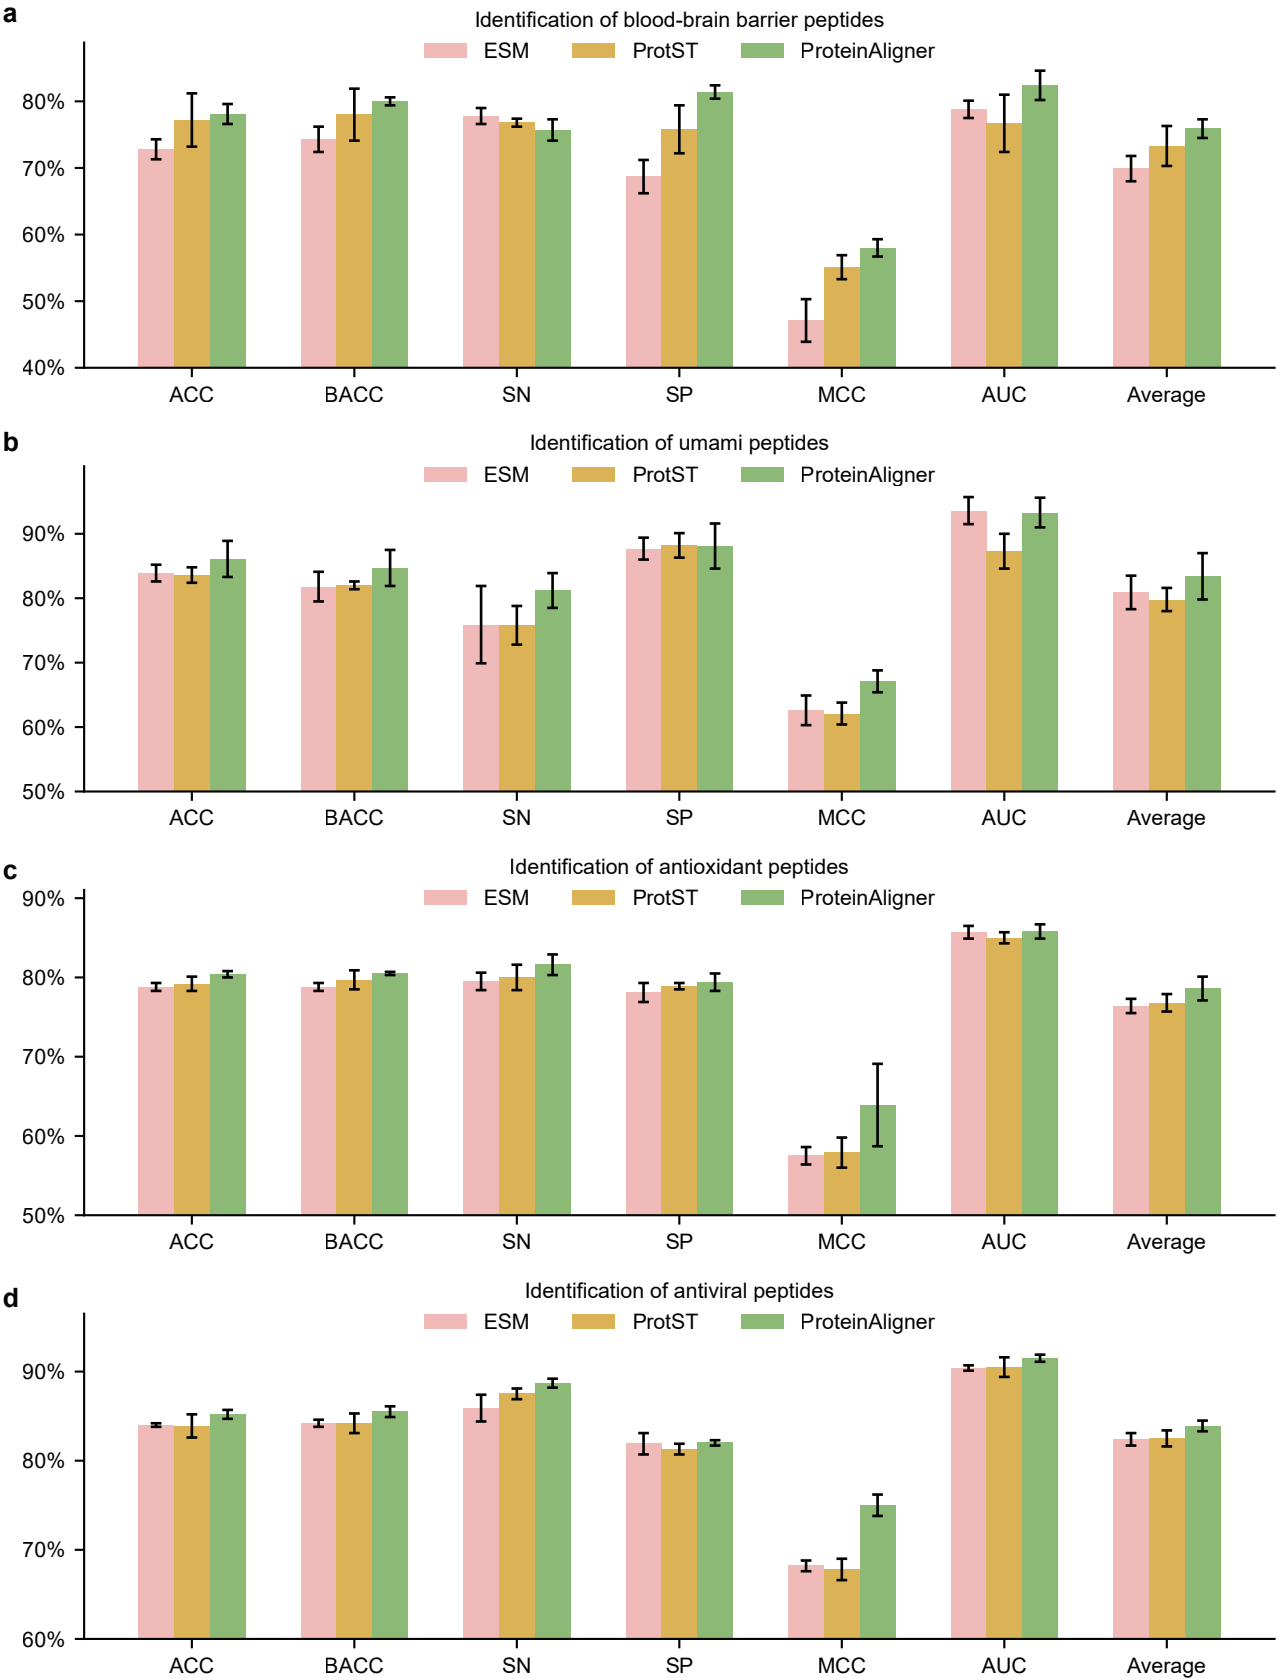 a
Identification of blood-brain barrier peptides
ESM ProtST ProteinAligner
80%
70%
60%
50%
40%
ACC BACC SN SP MCC AUC Average
b
Identification of umami peptides
ESM ProtST ProteinAligner
90%
80%
70%
60%
50%
ACC BACC SN SP MCC AUC Average
c
Identification of antioxidant peptides
ESM ProtST ProteinAligner
90%
80%
70%
60%
50%
ACC BACC SN SP MCC AUC Average
d
Identification of antiviral peptides
ESM ProtST ProteinAligner
90%
80%
70%
60%
ACC BACC SN SP MCC AUC Average